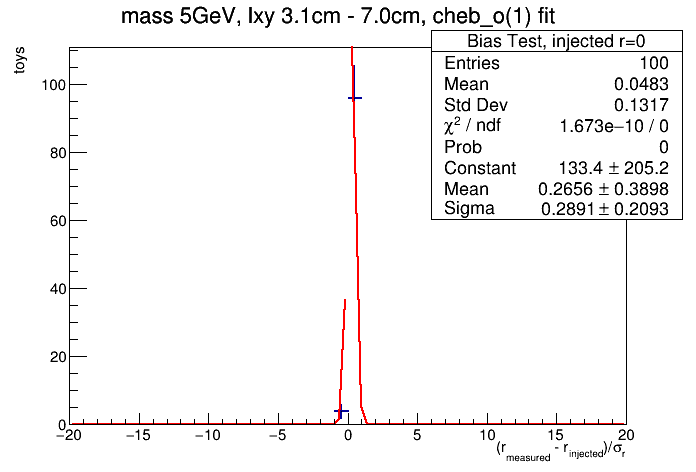 mass 5GeV, lxy 3.1cm - 7.0cm, cheb_o(1) fit
toys
Bias Test, injected r=0
Entries 100
Mean 0.0483
Std Dev 0.1317
χ² / ndf 1.673e−10 / 0
Prob 0
Constant 133.4 ± 205.2
Mean 0.2656 ± 0.3898
Sigma 0.2891 ± 0.2093
100
80
60
40
20
0
−20 −15 −10 −5 0 5 10 15 20
(r_measured - r_injected)/σ_r